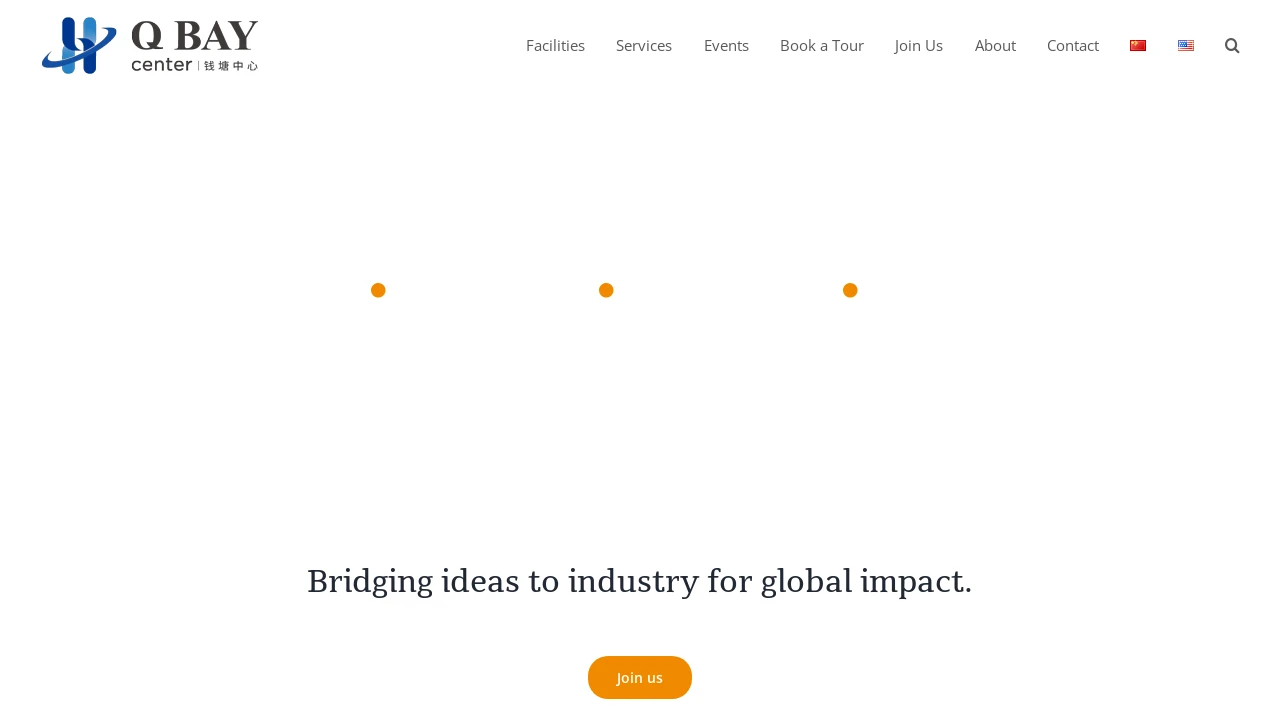 Q BAY
center | 钱塘中心
Facilities Services Events Book a Tour Join Us About Contact
Bridging ideas to industry for global impact.
Join us